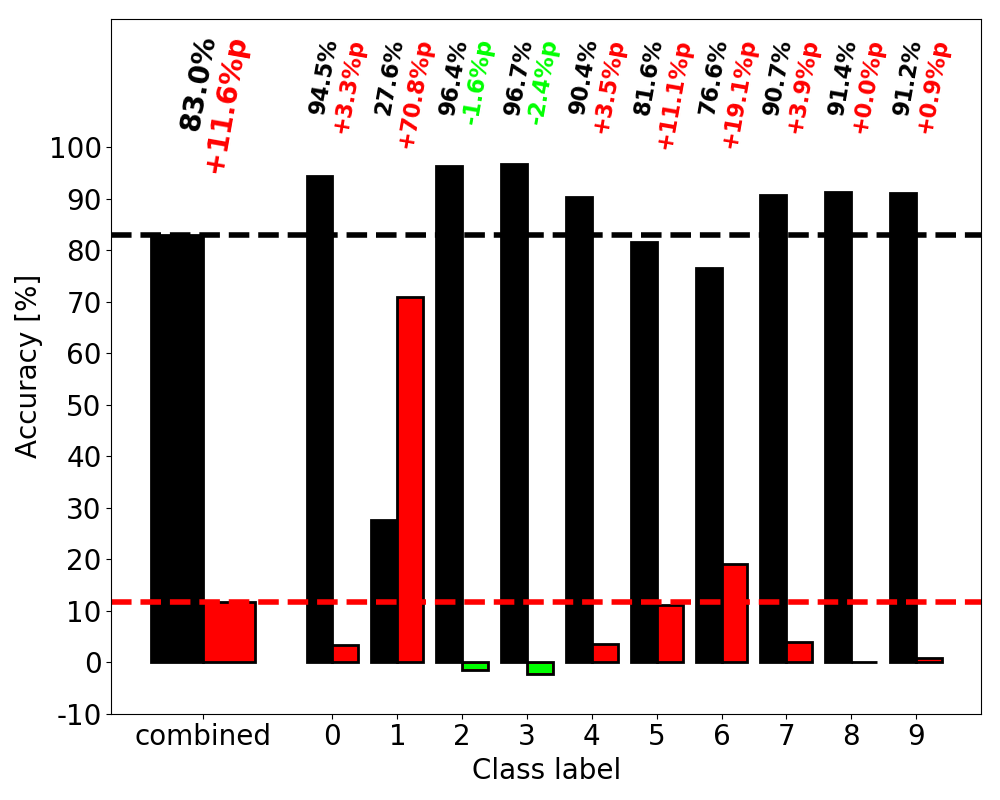 83.0%
+11.6%p
94.5%
+3.3%p
27.6%
+70.8%p
96.4%
-1.6%p
96.7%
-2.4%p
90.4%
+3.5%p
81.6%
+11.1%p
76.6%
+19.1%p
90.7%
+3.9%p
91.4%
+0.0%p
91.2%
+0.9%p
100
90
80
70
60
50
40
30
20
10
0
-10
Accuracy [%]
combined 0 1 2 3 4 5 6 7 8 9
Class label